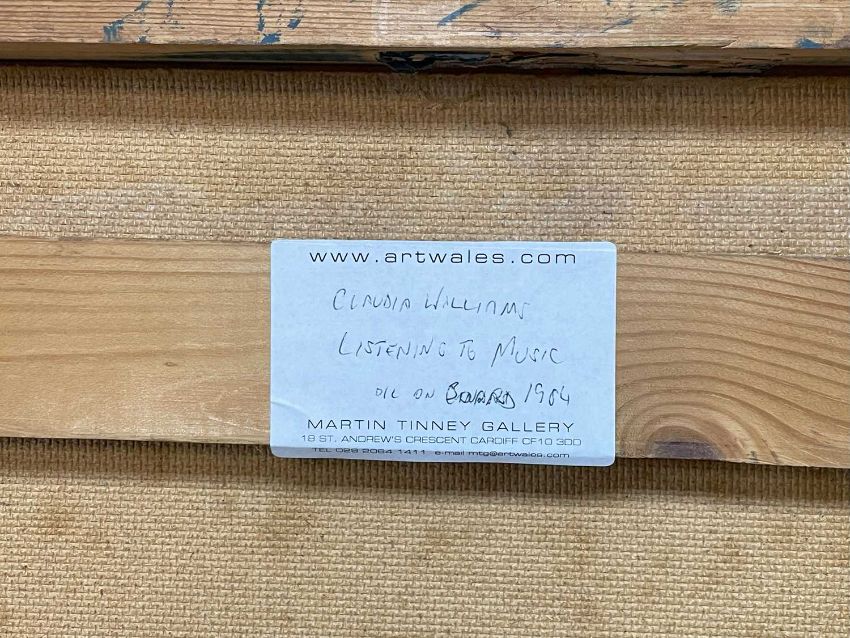 www.artwales.com
CLAUDIA WILLIAMS
LISTENING TO MUSIC
OIL ON BOARD 1984
MARTIN TINNEY GALLERY
18 ST. ANDREW'S CRESCENT CARDIFF CF10 3DD
TEL 029 2064 1411 e-mail mtg@artwales.com